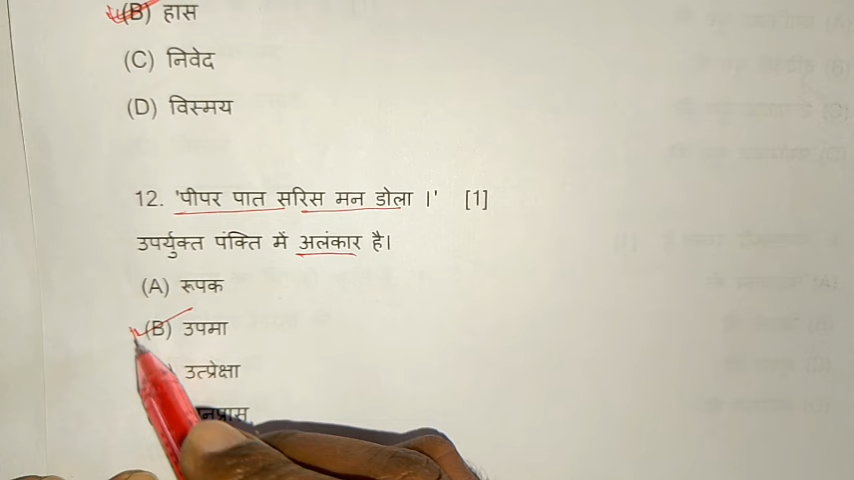 (B) हास
(C) निवेद
(D) विस्मय
12. 'पीपर पात सरिस मन डोला ।' [1]
उपर्युक्त पंक्ति में अलंकार है।
(A) रूपक
(B) उपमा
) उत्प्रेक्षा